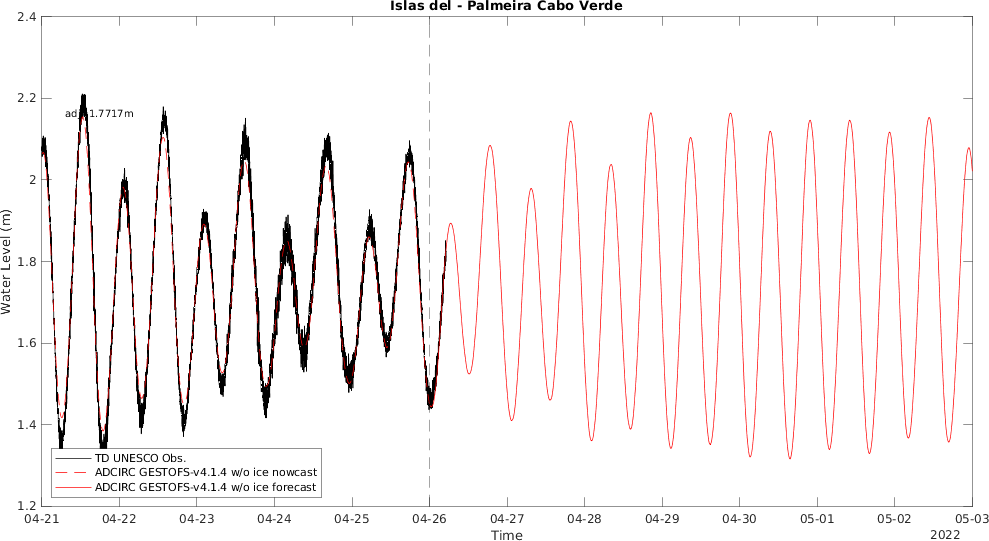 Islas del - Palmeira Cabo Verde
2.4
2.2
2
1.8
1.6
1.4
1.2
Water Level (m)
1.7717m
TD UNESCO Obs.
ADCIRC GESTOFS-v4.1.4 w/o ice nowcast
ADCIRC GESTOFS-v4.1.4 w/o ice forecast
04-21 04-22 04-23 04-24 04-25 04-26 04-27 04-28 04-29 04-30 05-01 05-02 05-03
Time
2022